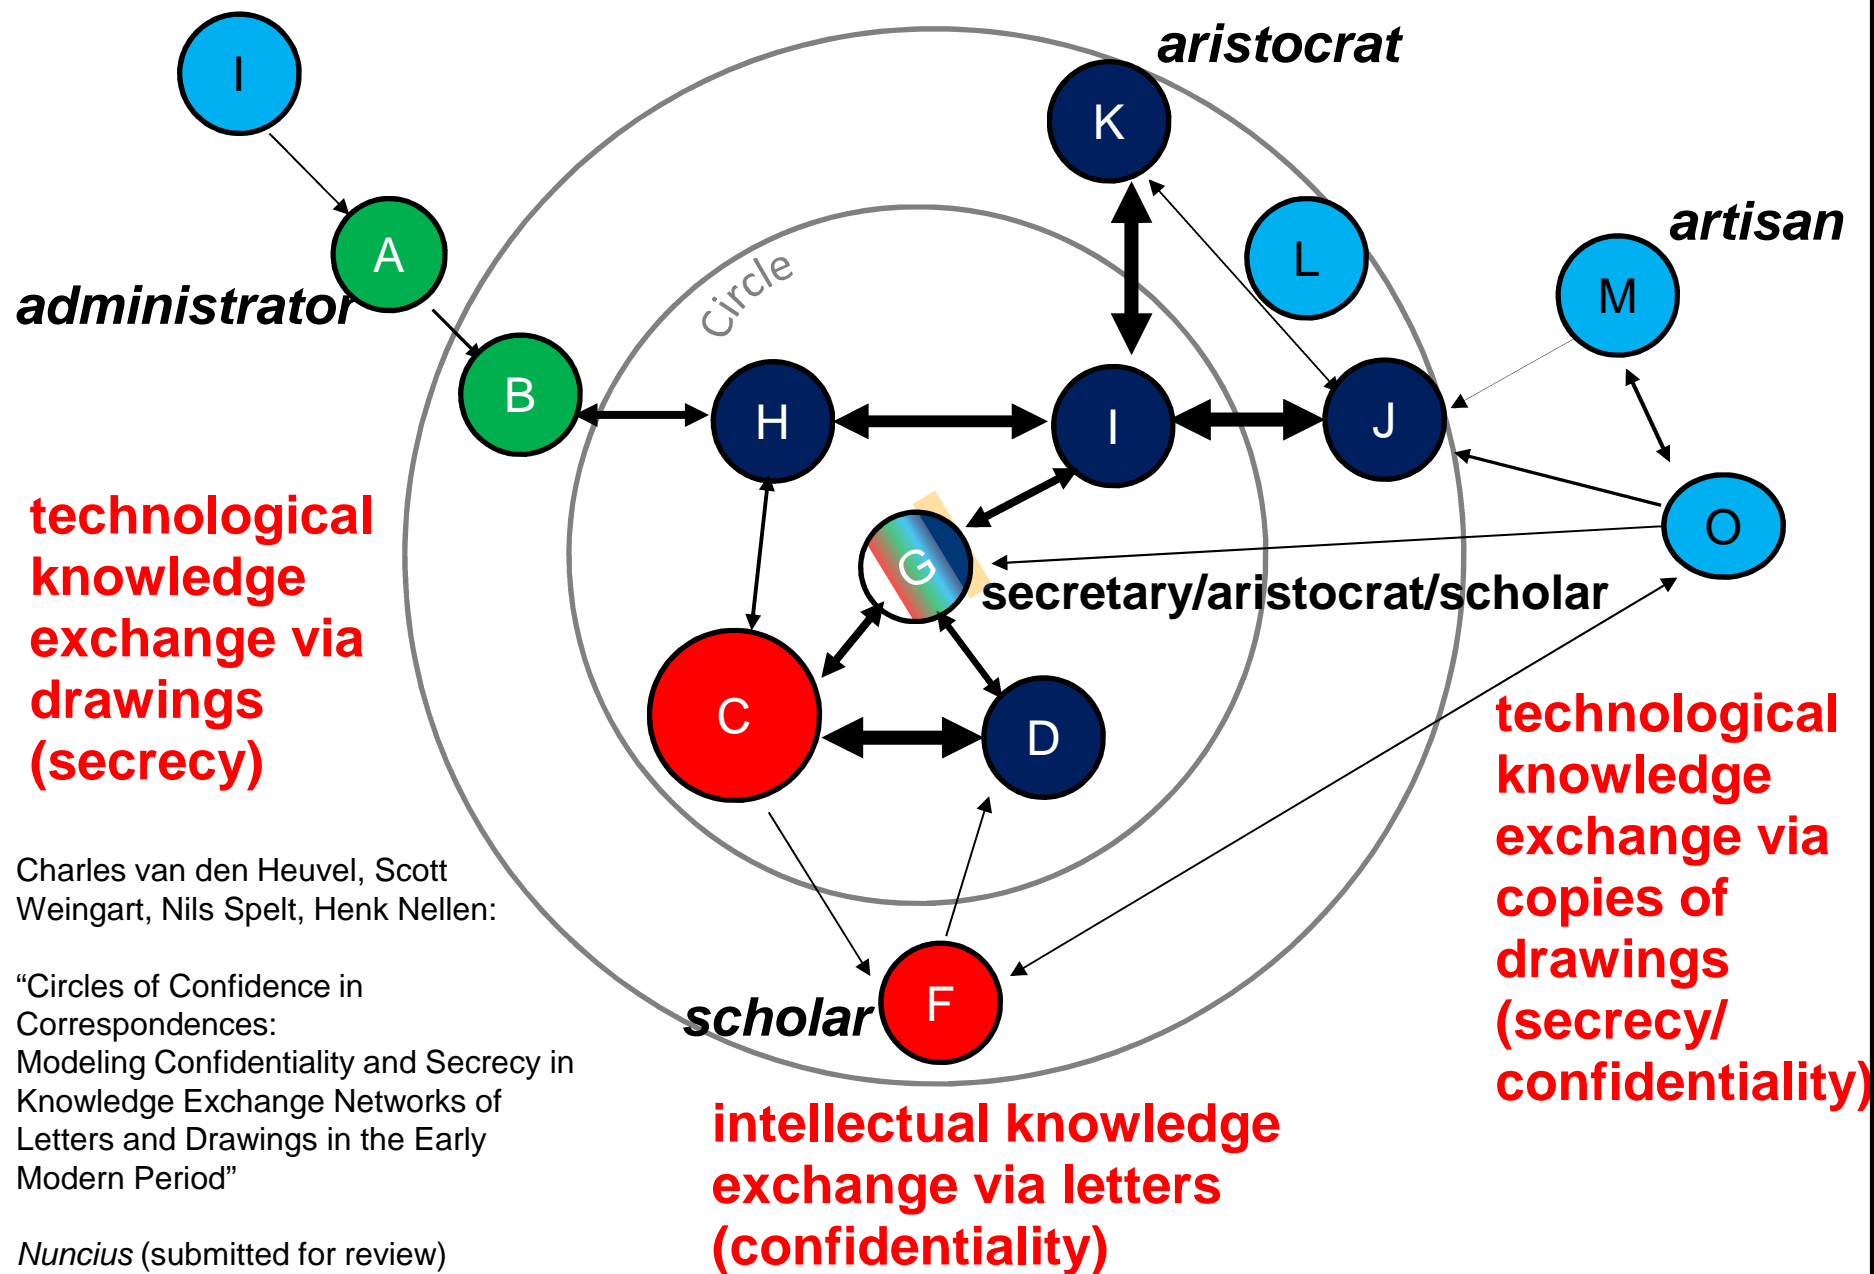 I
aristocrat
K
artisan
A
L
M
administrator
Circle
B
H
I
J
technological
knowledge
exchange via
drawings
(secrecy)
O
G
secretary/aristocrat/scholar
C
D
technological
knowledge
exchange via
copies of
drawings
(secrecy/
confidentiality)
Charles van den Heuvel, Scott
Weingart, Nils Spelt, Henk Nellen:
“Circles of Confidence in
Correspondences:
Modeling Confidentiality and Secrecy in
Knowledge Exchange Networks of
Letters and Drawings in the Early
Modern Period”
Nuncius (submitted for review)
scholar
F
intellectual knowledge
exchange via letters
(confidentiality)